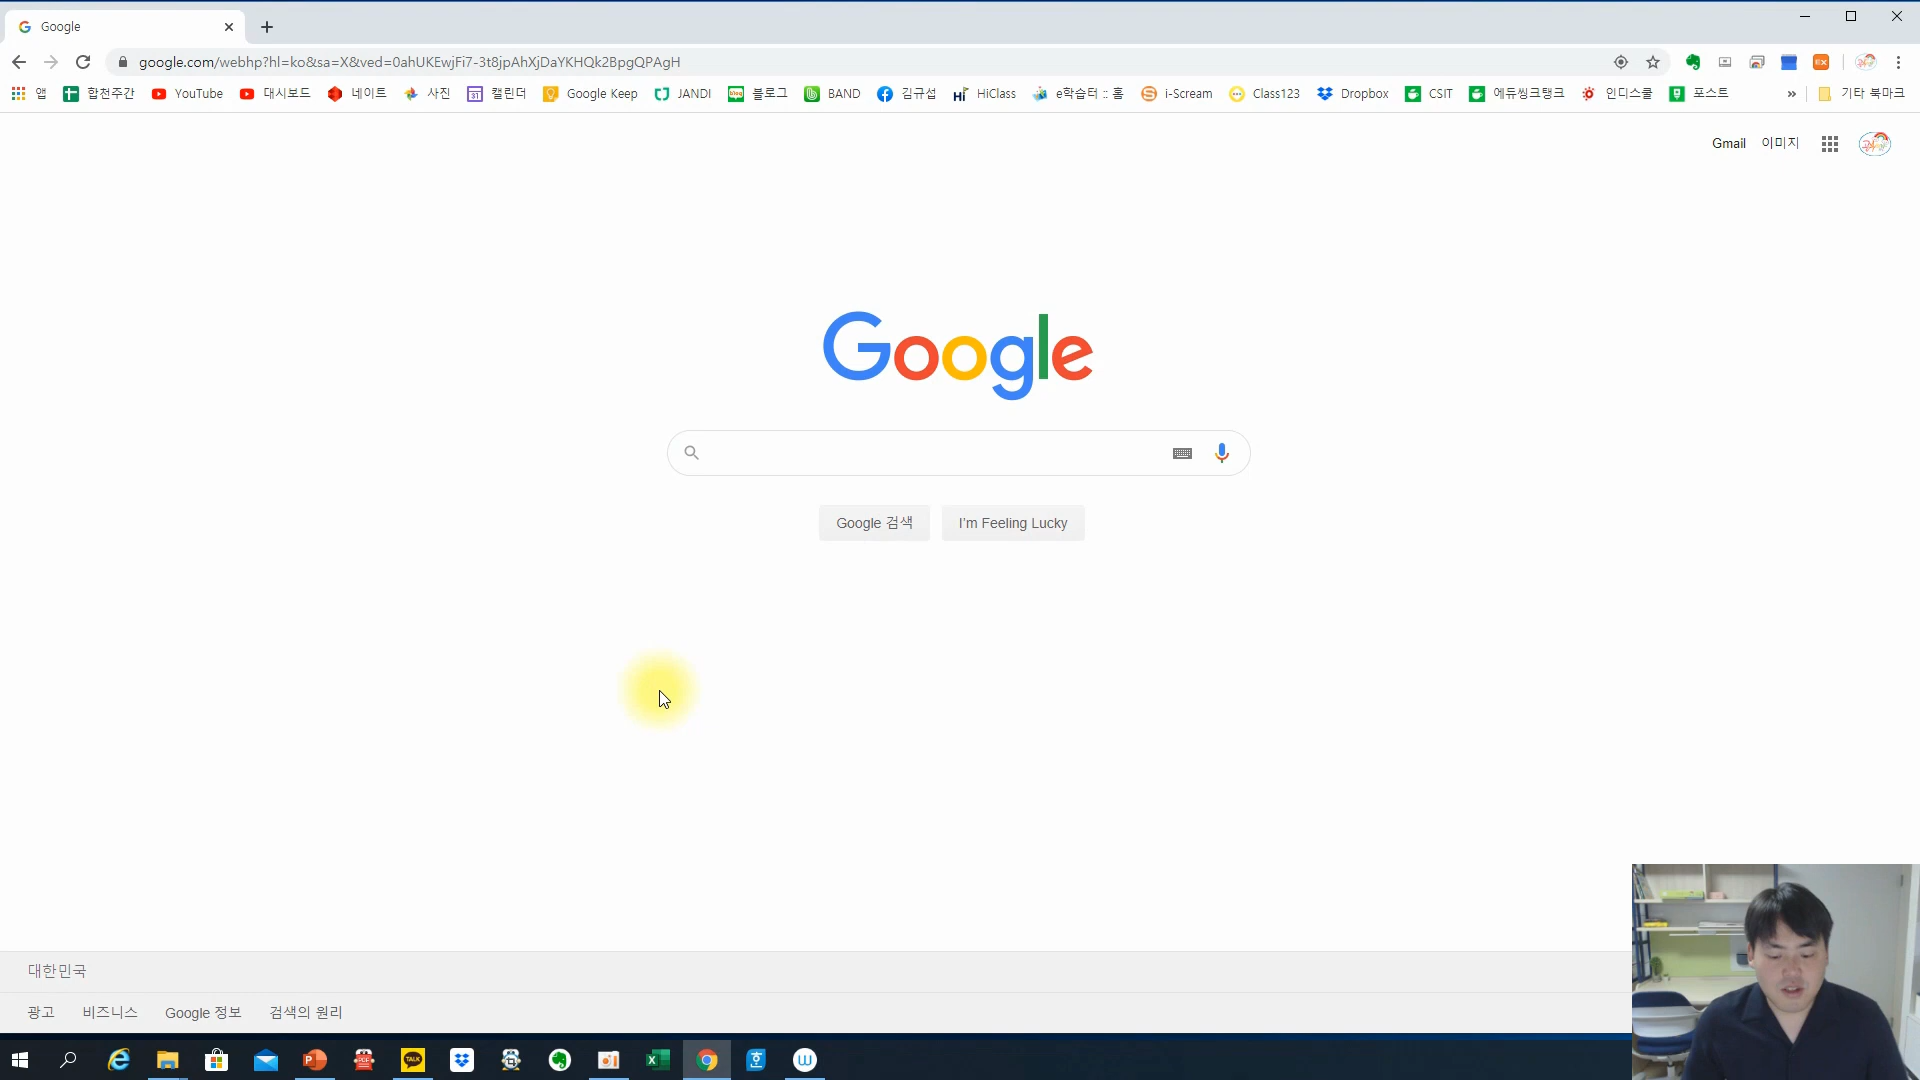 Google
google.com/webhp?hl=ko&sa=X&ved=0ahUKEwjFi7-3t8jpAhXjDaYKHQk2BpgQPAgH
앱 합천주간 YouTube 대시보드 네이트 사진 31 캘린더 Google Keep JANDI blog 블로그 BAND 김규섭 Hi HiClass e학습터 :: 홈 i-Scream Class123 Dropbox CSIT 에듀씽크탱크 인디스쿨 포스트 » 기타 북마크
Gmail 이미지
Google
Google 검색 I'm Feeling Lucky
대한민국
광고 비즈니스 Google 정보 검색의 원리
TALK